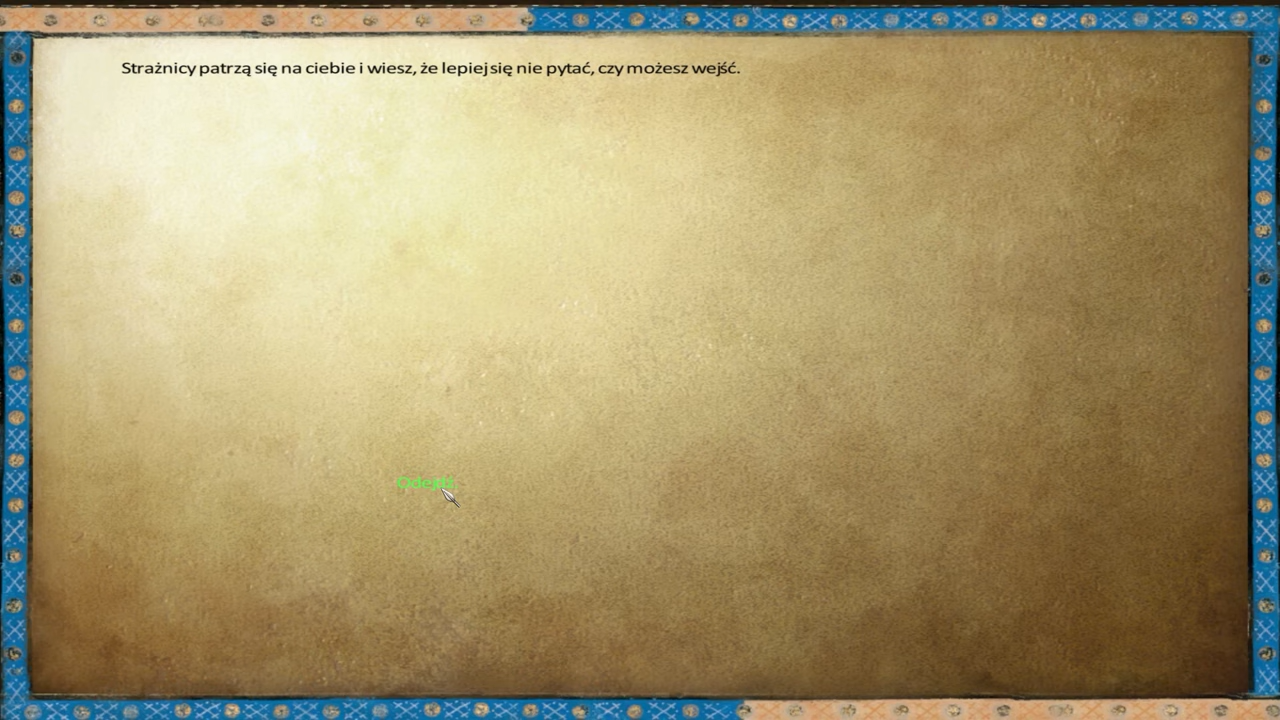 Strażnicy patrzą się na ciebie i wiesz, że lepiej się nie pytać, czy możesz wejść.
Odejdź